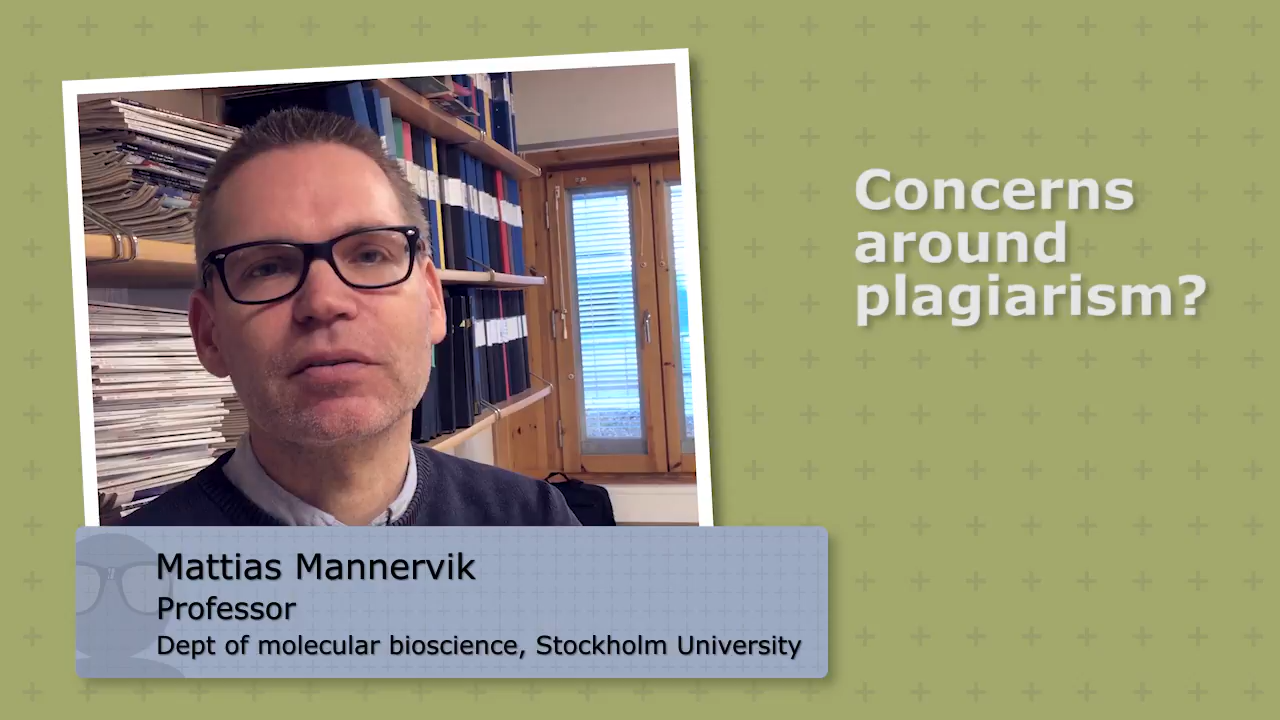 Concerns
around
plagiarism?
Mattias Mannervik
Professor
Dept of molecular bioscience, Stockholm University